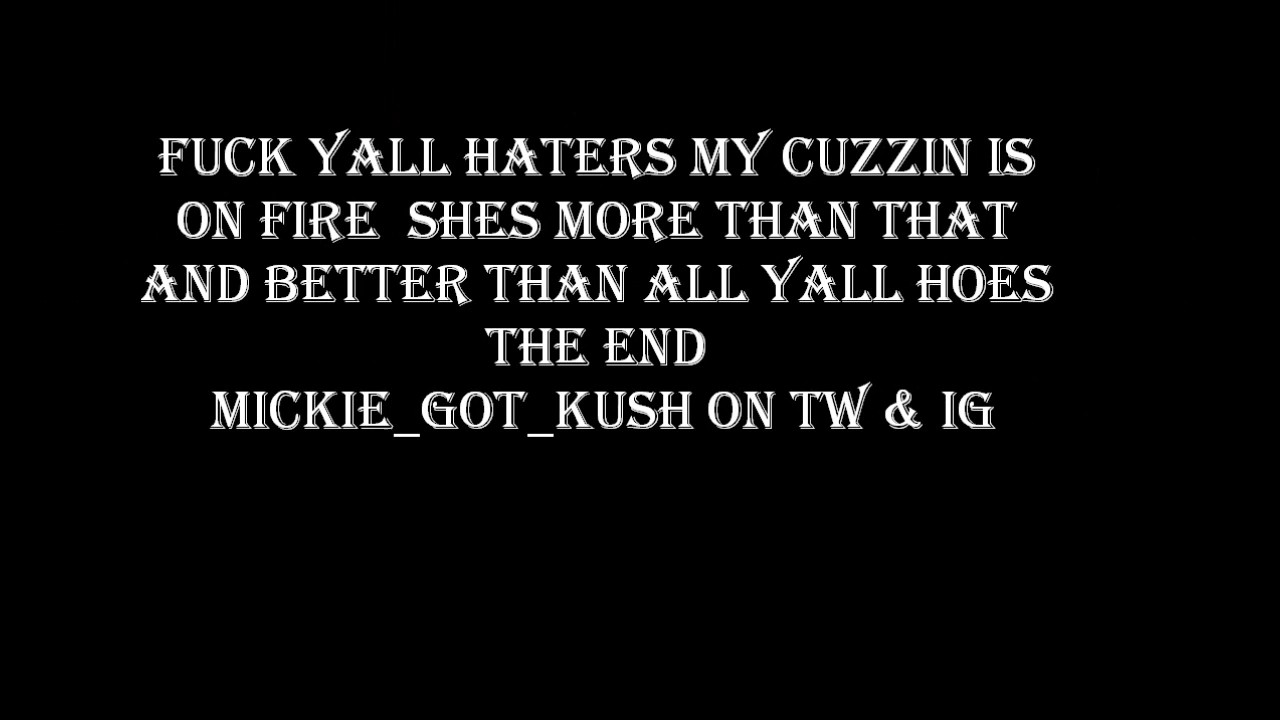 FUCK YALL HATERS MY CUZZIN IS
ON FIRE  SHES MORE THAN THAT
AND BETTER THAN ALL YALL HOES
THE END
MICKIE_GOT_KUSH ON TW & IG